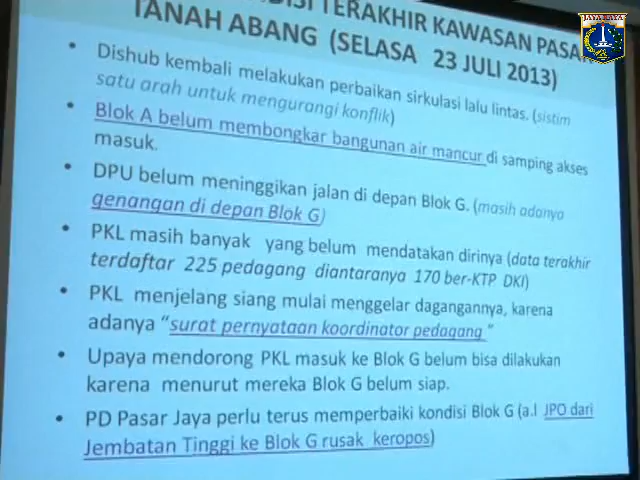 TERAKHIR KAWASAN PASAR
TANAH ABANG (SELASA 23 JULI 2013)
• Dishub kembali melakukan perbaikan sirkulasi lalu lintas. (sistim
satu arah untuk mengurangi konflik)
• Blok A belum membongkar bangunan air mancur di samping akses
masuk.
• DPU belum meninggikan jalan di depan Blok G. (masih adanya
genangan di depan Blok G)
• PKL masih banyak yang belum mendatakan dirinya (data terakhir
terdaftar 225 pedagang diantaranya 170 ber-KTP DKI)
• PKL menjelang siang mulai menggelar dagangannya, karena
adanya "surat pernyataan koordinator pedagang"
• Upaya mendorong PKL masuk ke Blok G belum bisa dilakukan
karena menurut mereka Blok G belum siap.
• PD Pasar Jaya perlu terus memperbaiki kondisi Blok G (a.l JPO dari
Jembatan Tinggi ke Blok G rusak keropos)
JAYA RAYA